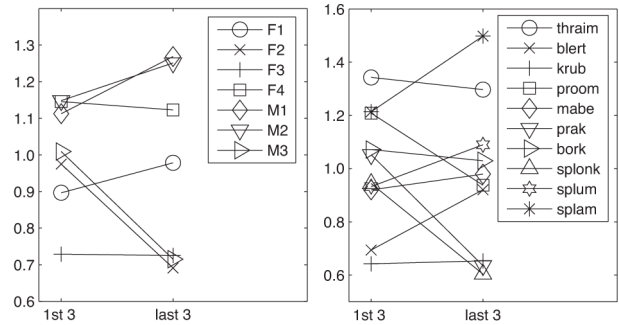 1.3
1.2
1.1
1.0
0.9
0.8
0.7
0.6
1st 3
last 3
F1
F2
F3
F4
M1
M2
M3
1.6
1.4
1.2
1.0
0.8
0.6
1st 3
last 3
thraim
blert
krub
proom
mabe
prak
bork
splonk
splum
splam